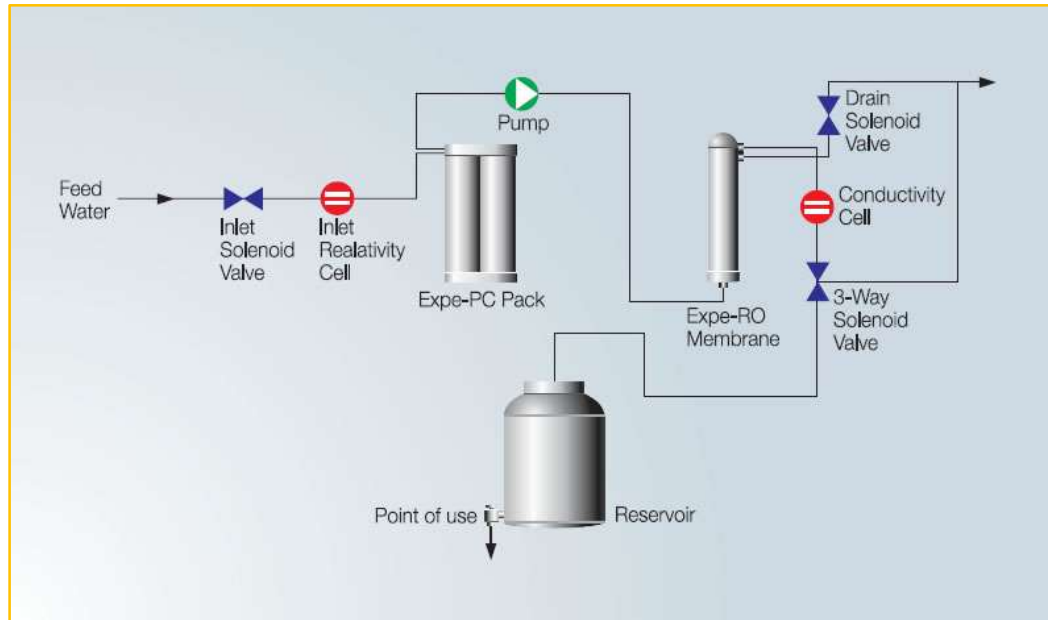 Pump
Drain
Solenoid
Valve
Feed
Water
Inlet
Solenoid
Valve
Inlet
Realativity
Cell
Expe-PC Pack
Conductivity
Cell
Expe-RO
Membrane
3-Way
Solenoid
Valve
Point of use
Reservoir